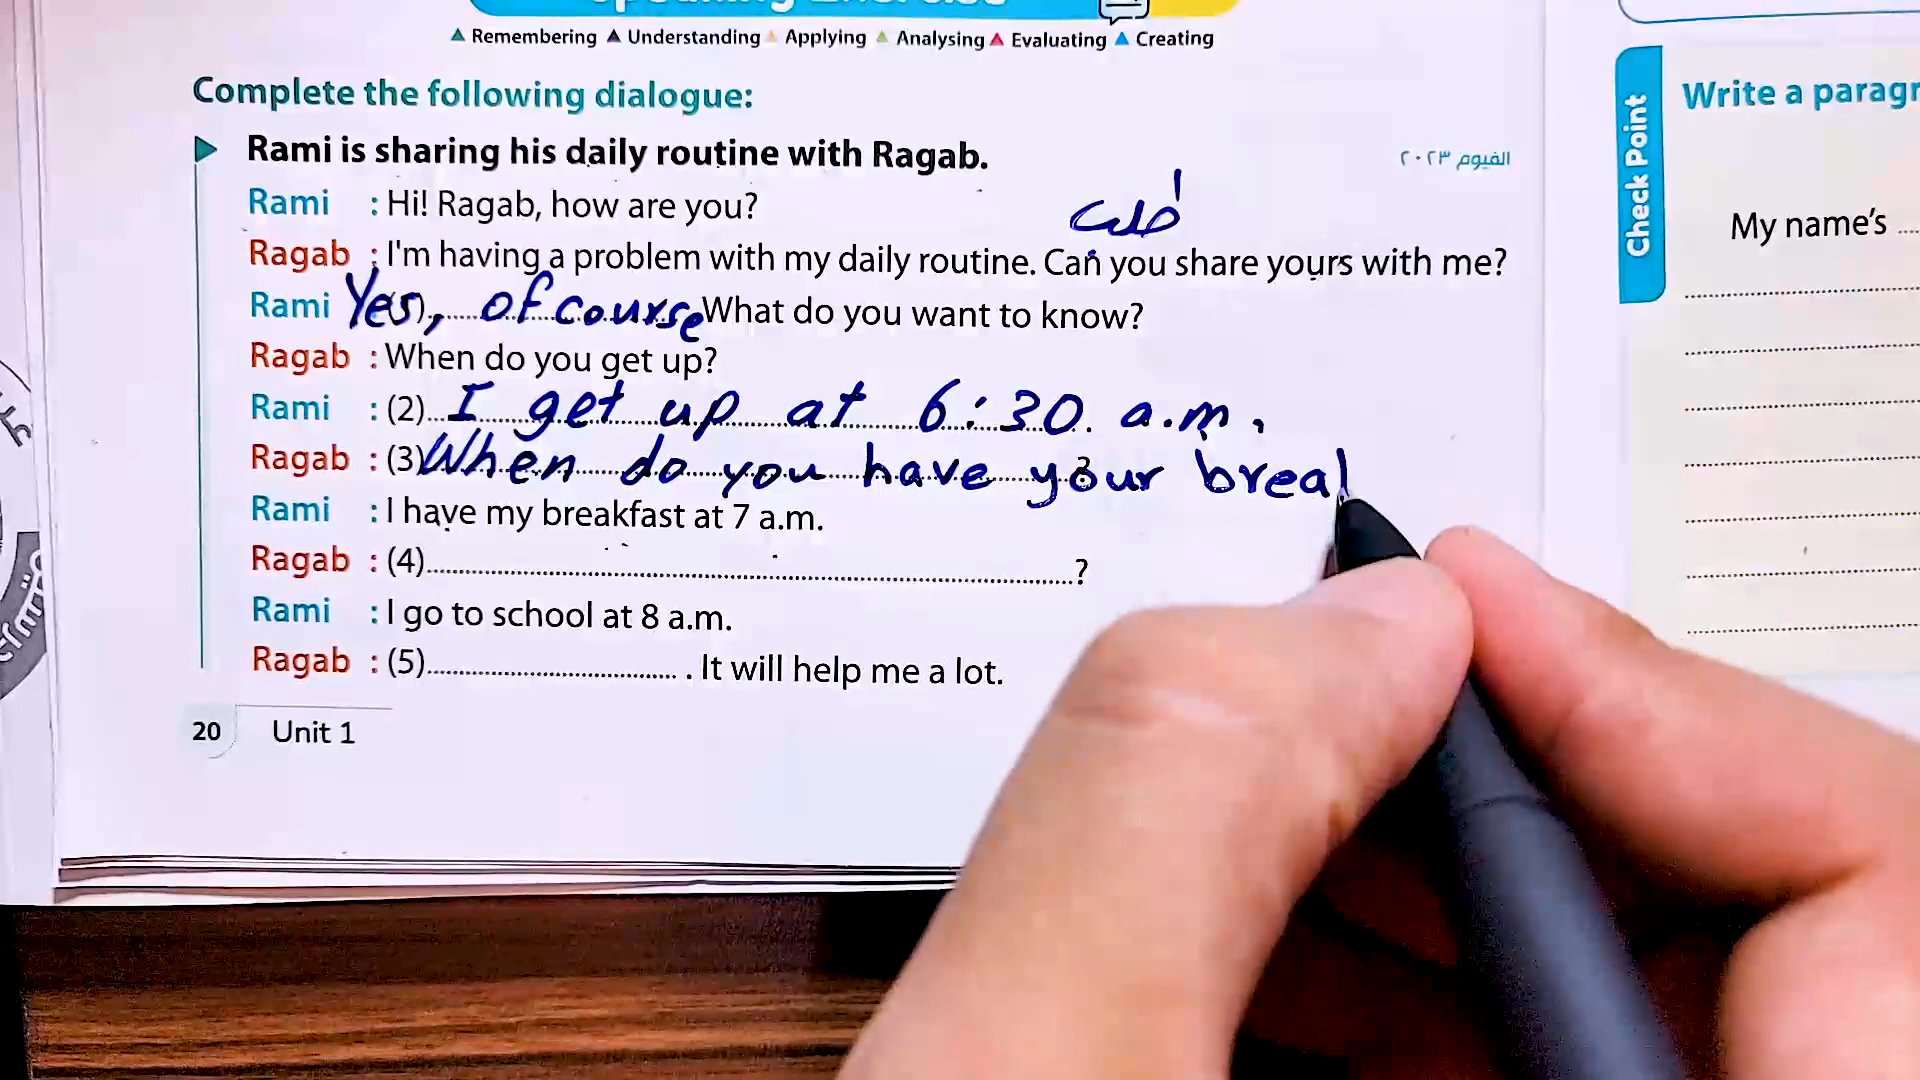 ▲ Remembering ▲ Understanding ▲ Applying ▲ Analysing ▲ Evaluating ▲ Creating
Complete the following dialogue:
Rami is sharing his daily routine with Ragab.
الفيوم ٢٠٢٣
Rami : Hi! Ragab, how are you?
طلب
Ragab : I'm having a problem with my daily routine. Can you share yours with me?
Rami Yes, of course What do you want to know?
Ragab : When do you get up?
Rami : (2) I get up at 6:30 a.m.
Ragab : (3) When do you have your brea ?
Rami : I have my breakfast at 7 a.m.
Ragab : (4) ?
Rami : I go to school at 8 a.m.
Ragab : (5) . It will help me a lot.
20 Unit 1
Check Point
Write a paragr
My name's